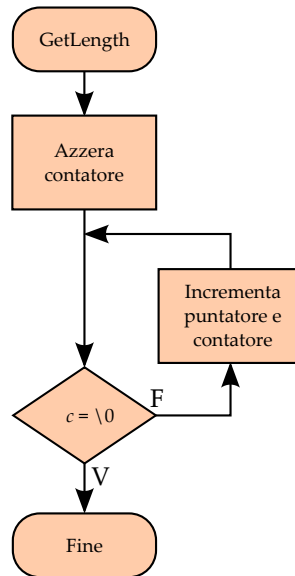 GetLength
Azzera
contatore
Incrementa
puntatore e
contatore
c = \0
F
V
Fine